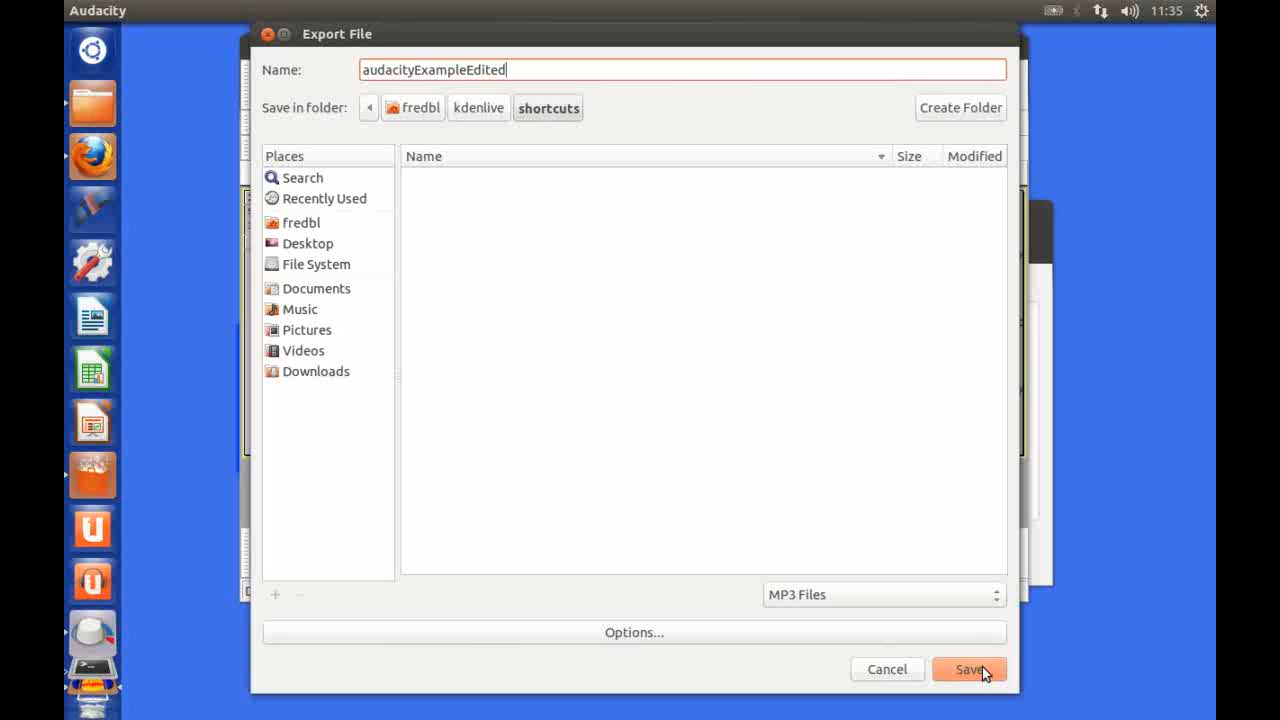 Audacity
11:35
Export File
Name:
audacityExampleEdited
Save in folder:
fredbl
kdenlive
shortcuts
Create Folder
Places
Name
Size
Modified
Search
Recently Used
fredbl
Desktop
File System
Documents
Music
Pictures
Videos
Downloads
MP3 Files
Options...
Cancel
Save